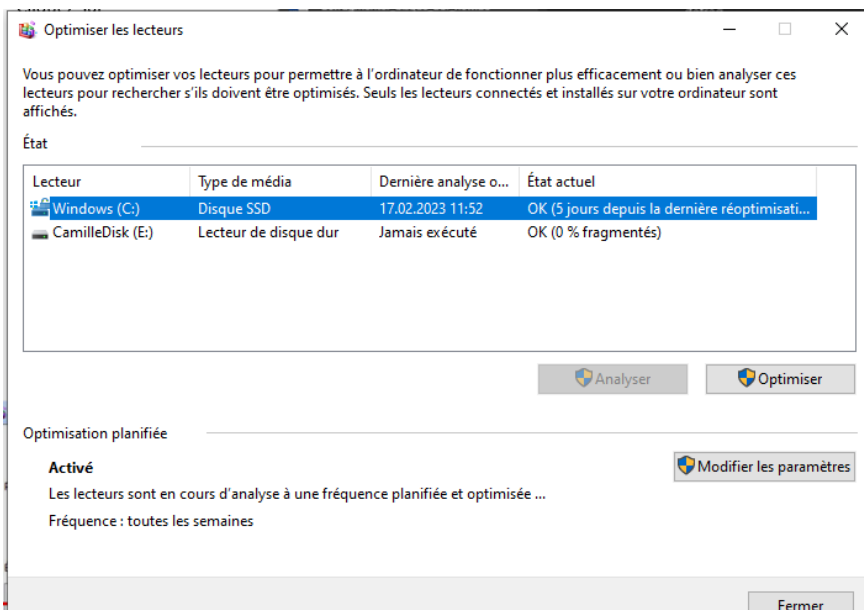 Optimiser les lecteurs
Vous pouvez optimiser vos lecteurs pour permettre à l'ordinateur de fonctionner plus efficacement ou bien analyser ces
lecteurs pour rechercher s'ils doivent être optimisés. Seuls les lecteurs connectés et installés sur votre ordinateur sont
affichés.
État
Lecteur Type de média Dernière analyse o... État actuel
Windows (C:) Disque SSD 17.02.2023 11:52 OK (5 jours depuis la dernière réoptimisati...
CamilleDisk (E:) Lecteur de disque dur Jamais exécuté OK (0 % fragmentés)
Analyser Optimiser
Optimisation planifiée
Activé Modifier les paramètres
Les lecteurs sont en cours d'analyse à une fréquence planifiée et optimisée ...
Fréquence : toutes les semaines
Fermer